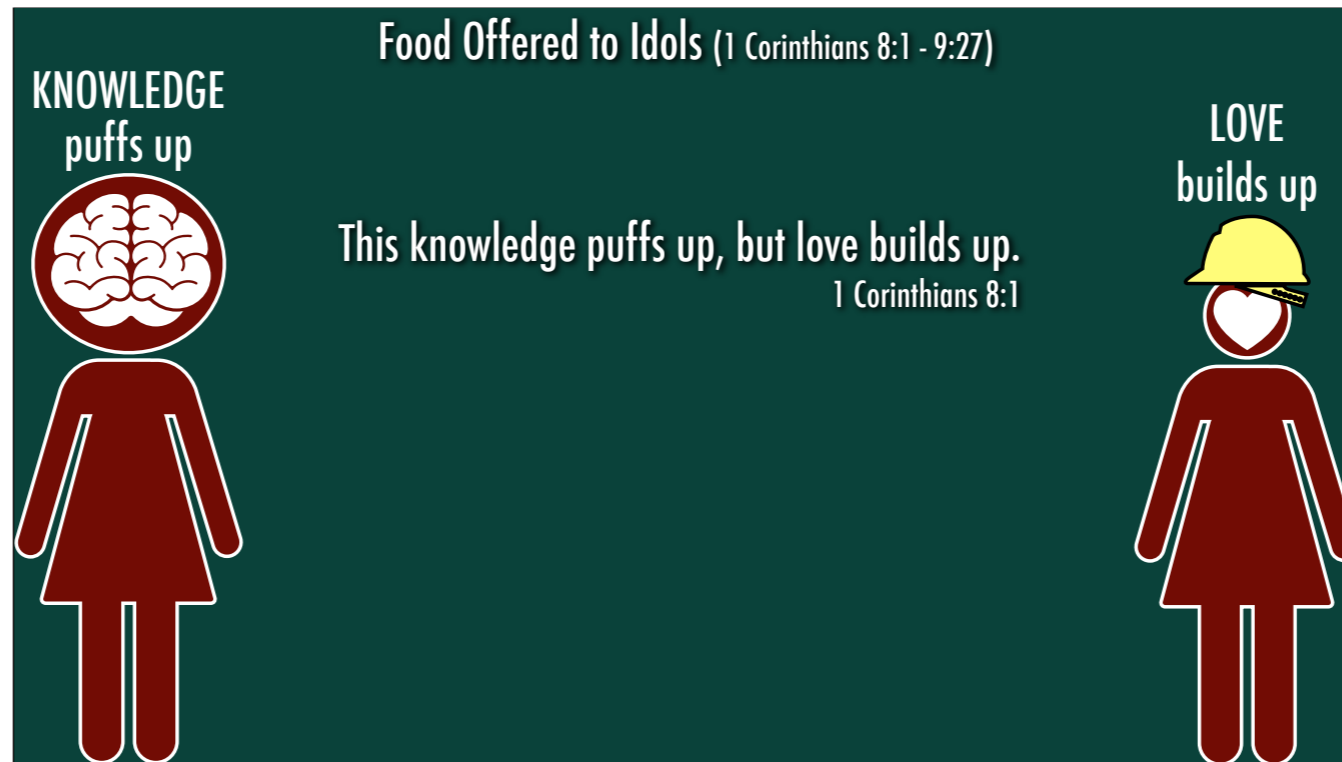 Food Offered to Idols (1 Corinthians 8:1 - 9:27)
KNOWLEDGE
puffs up
LOVE
builds up
This knowledge puffs up, but love builds up.
1 Corinthians 8:1